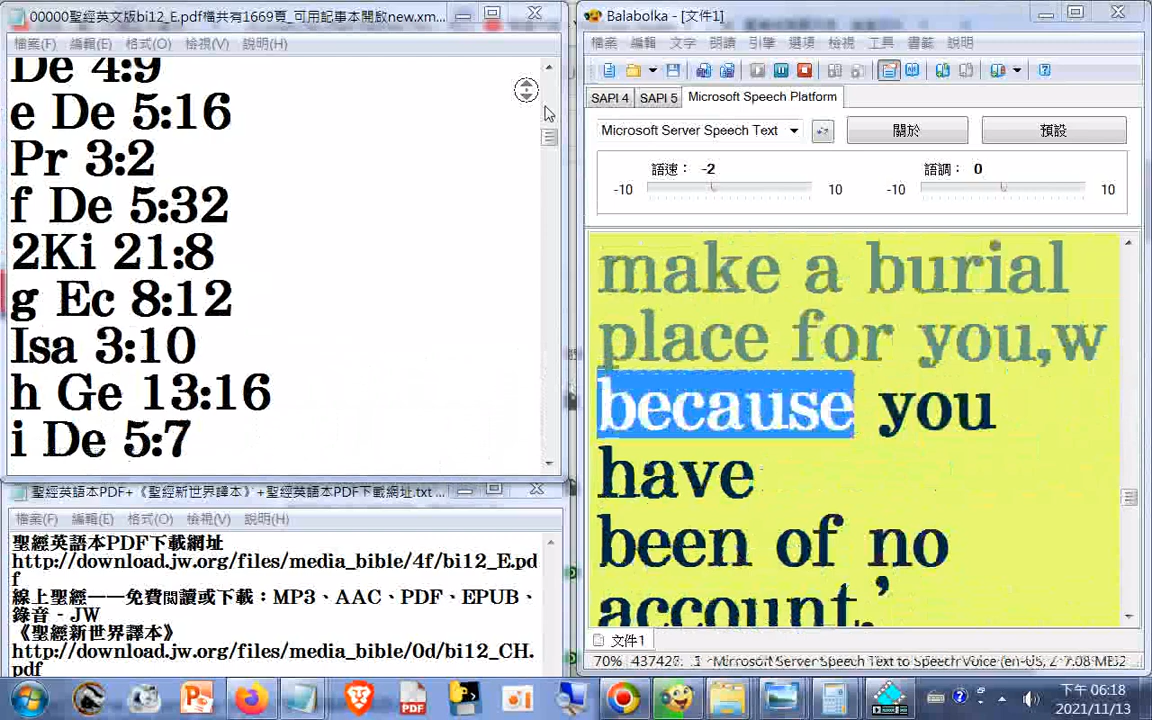 00000聖經英文版bi12_E.pdf檔共有1669頁_可用記事本開啟new.xm...
檔案(F) 編輯(E) 格式(O) 檢視(V) 說明(H)
De 4:9
e De 5:16
Pr 3:2
f De 5:32
2Ki 21:8
g Ec 8:12
Isa 3:10
h Ge 13:16
i De 5:7
聖經英語本PDF+《聖經新世界譯本》+聖經英語本PDF下載網址.txt ...
檔案(F) 編輯(E) 格式(O) 檢視(V) 說明(H)
聖經英語本PDF下載網址
http://download.jw.org/files/media_bible/4f/bi12_E.pd
f
線上聖經──免費閱讀或下載：MP3、AAC、PDF、EPUB、
錄音 - JW
《聖經新世界譯本》
http://download.jw.org/files/media_bible/0d/bi12_CH.
pdf
Balabolka - [文件1]
檔案 編輯 文字 朗讀 引擎 選項 檢視 工具 書籤 說明
SAPI 4 SAPI 5 Microsoft Speech Platform
Microsoft Server Speech Text 關於 預設
語速： -2 語調： 0
-10 10 -10 10
make a burial
place for you,w
because you
have
been of no
account.’
文件1
70% Microsoft Server Speech Text to Speech Voice (en-US,
下午 06:18
2021/11/13